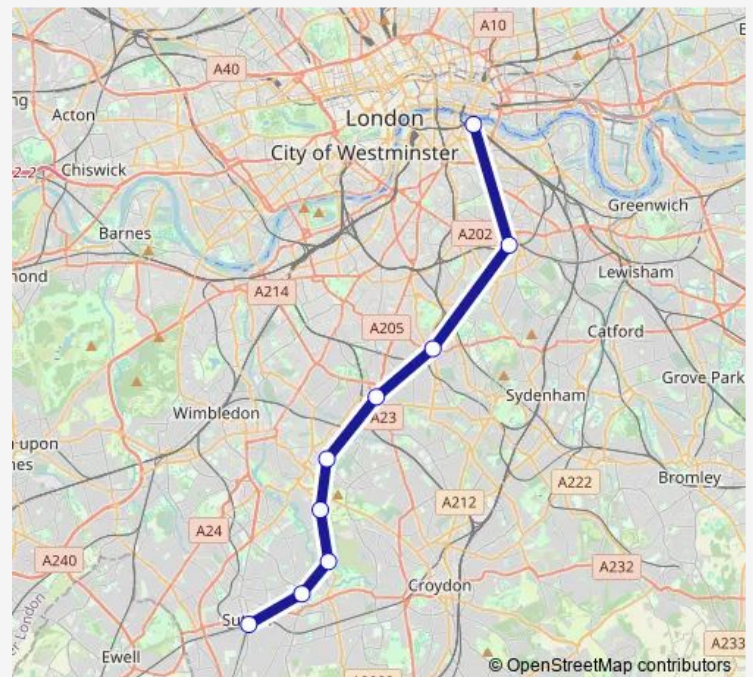 A10
A40
Acton
London
City of Westminster
Chiswick
Greenwich
Barnes
A202
Lewisham
A214
A205
Catford
Grove Park
Sydenham
Wimbledon
A23
upon
Bromley
A222
A212
A24
A240
A232
Croydon
Ewell
A233
© OpenStreetMap contributors